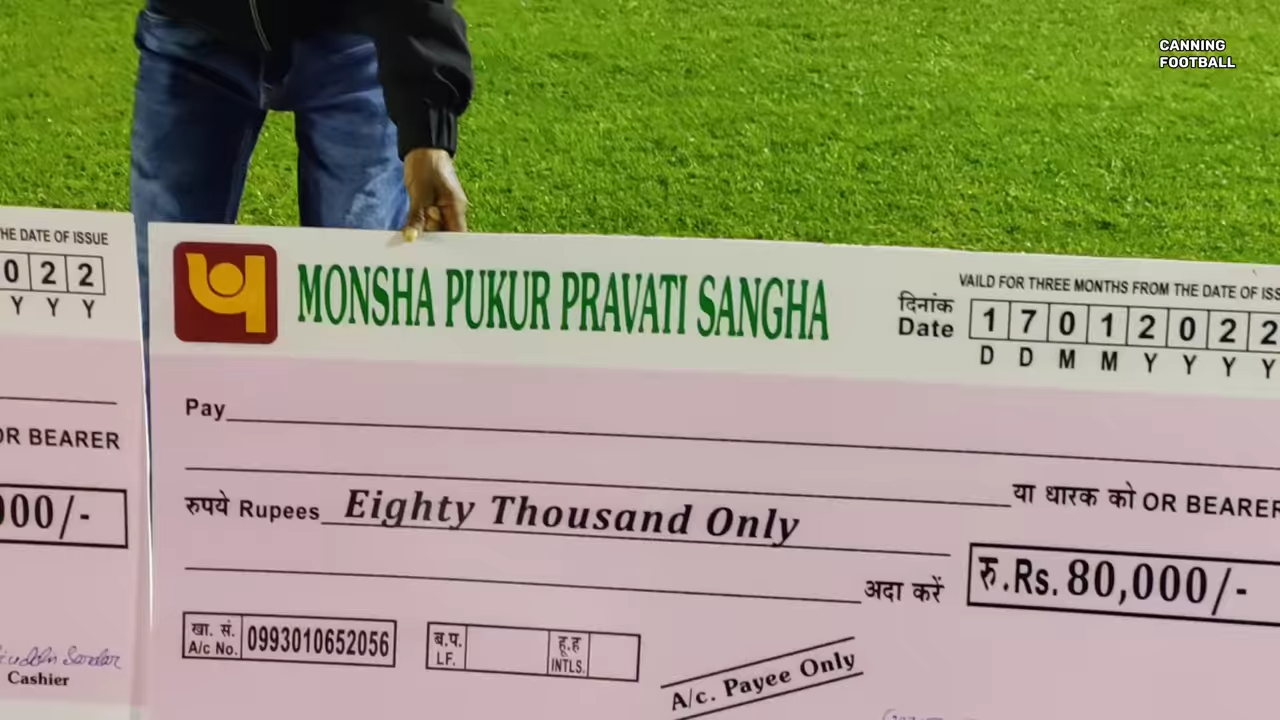 CANNING
FOOTBALL
HE DATE OF ISSUE
0 2 2
Y Y Y
OR BEARER
000/-
Cashier
MONSHA PUKUR PRAVATI SANGHA
VAILD FOR THREE MONTHS FROM THE DATE OF ISS
दिनांक
Date
1 7 0 1 2 0 2 2
D D M M Y Y Y Y
Pay
या धारक को OR BEARER
रुपये Rupees Eighty Thousand Only
अदा करें
रु.Rs. 80,000/-
खा. सं.
A/c No.
0993010652056
ब.प.
LF.
हू.ह
INTLS.
A/c. Payee Only